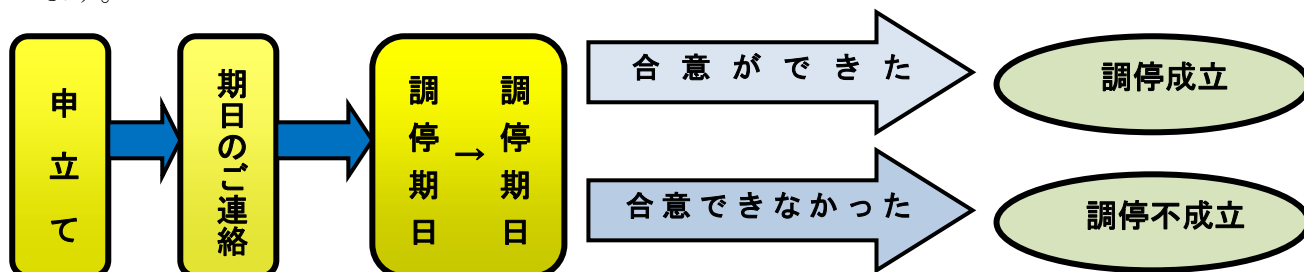 申立て
期日のご連絡
調停期日
→
調停期日
合意ができた
合意できなかった
調停成立
調停不成立